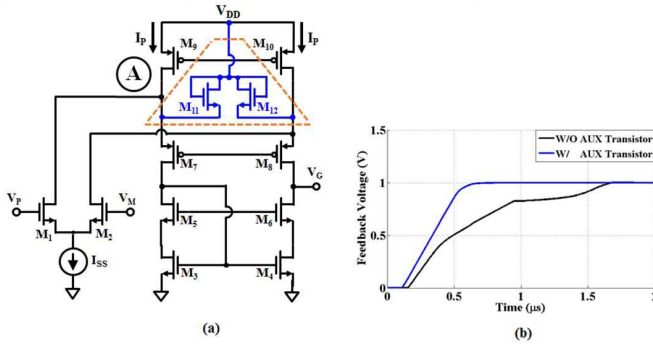 V_DD
I_P
I_P
M_9
M_10
A
M_11
M_12
M_7
M_8
V_P
V_M
V_G
M_1
M_2
M_5
M_6
I_SS
M_3
M_4
(a)
1.5
1
0.5
0
Feedback Voltage (V)
W/O AUX Transistor
W/ AUX Transistor
0
0.5
1
1.5
2
Time (μs)
(b)